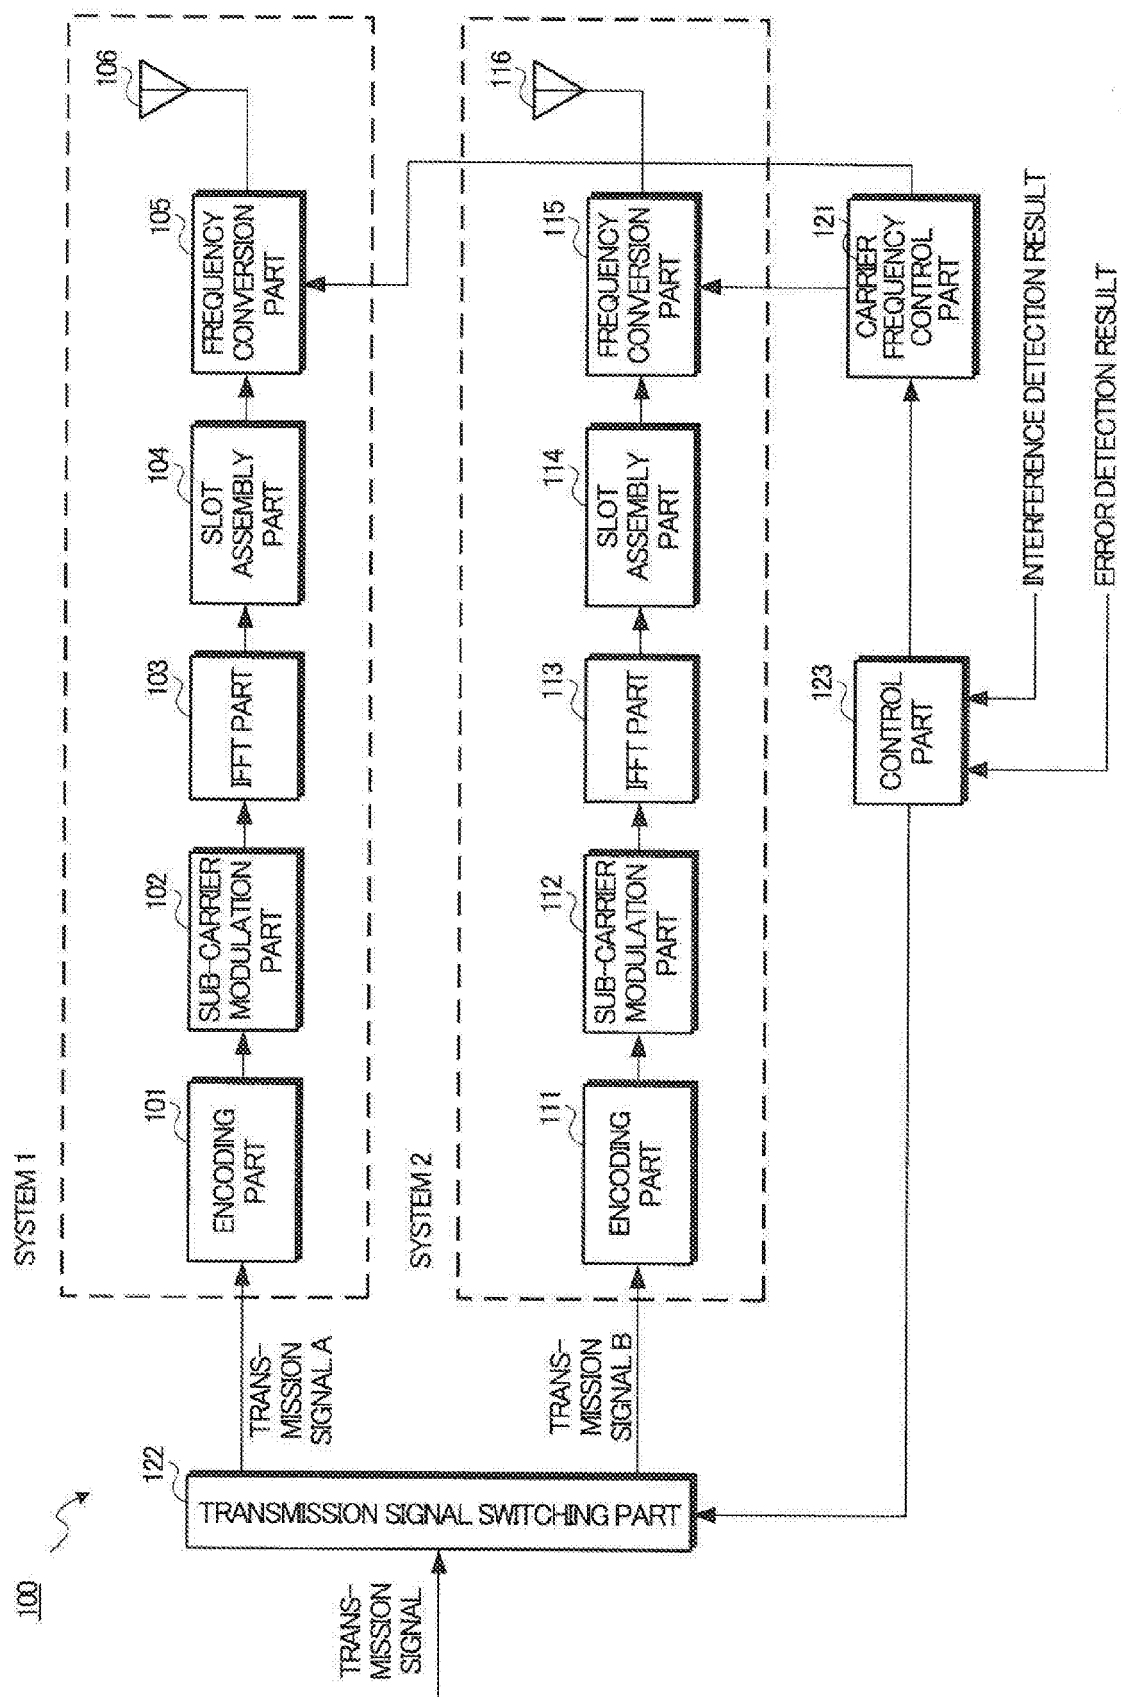 100
SYSTEM 1
101
ENCODING
PART
102
SUB-CARRIER
MODULATION
PART
103
IFFT PART
104
SLOT
ASSEMBLY
PART
105
FREQUENCY
CONVERSION
PART
106
TRANS-
MISSION
SIGNAL A
122
TRANSMISSION SIGNAL SWITCHING PART
TRANS-
MISSION
SIGNAL
SYSTEM 2
TRANS-
MISSION
SIGNAL B
111
ENCODING
PART
112
SUB-CARRIER
MODULATION
PART
113
IFFT PART
114
SLOT
ASSEMBLY
PART
115
FREQUENCY
CONVERSION
PART
116
123
CONTROL
PART
121
CARRIER
FREQUENCY
CONTROL
PART
INTERFERENCE DETECTION RESULT
ERROR DETECTION RESULT